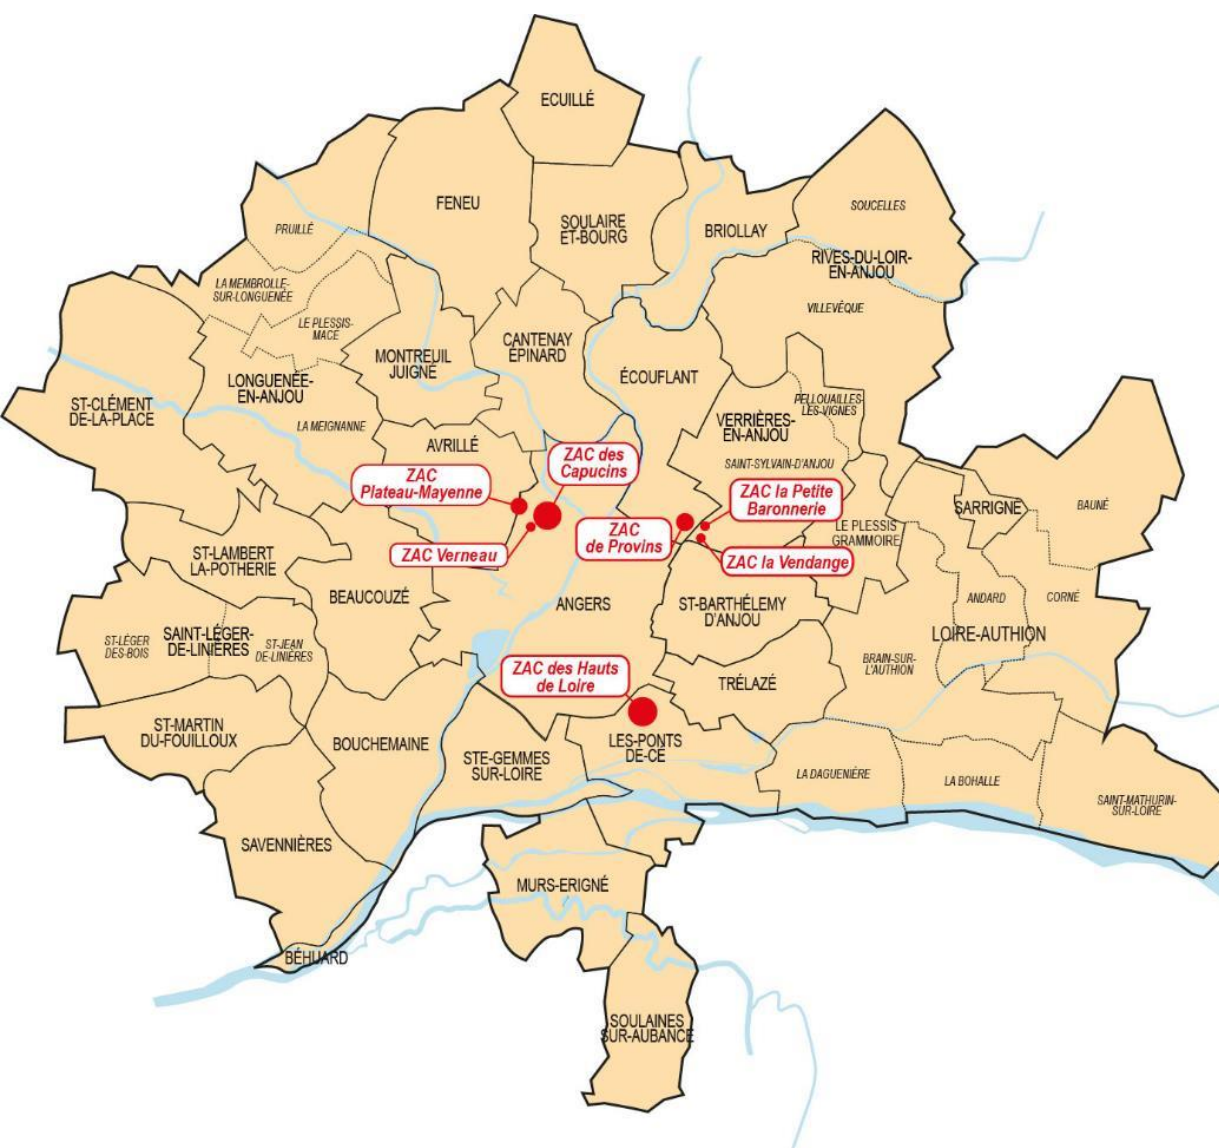 ECUILLÉ
FENEU
SOULAIRE
ET-BOURG
BRIOLLAY
SOUCELLES
RIVES-DU-LOIR-
EN-ANJOU
VILLEVÊQUE
PRUILLÉ
LA MEMBROLLE-
SUR-LONGUENÉE
LE PLESSIS-
MACÉ
MONTREUIL
JUIGNÉ
CANTENAY
ÉPINARD
ÉCOUFLANT
LONGUENÉE-
EN-ANJOU
LA MEIGNANNE
ST-CLÉMENT
DE-LA-PLACE
PELLOUAILLES-
LES-VIGNES
VERRIÈRES-
EN-ANJOU
SAINT-SYLVAIN-D'ANJOU
AVRILLÉ
ZAC des
Capucins
ZAC
Plateau-Mayenne
ZAC la Petite
Baronnerie
SARRIGNÉ
BAUNÉ
ZAC
de Provins
LE PLESSIS
GRAMMOIRE
ZAC Verneau
ZAC la Vendange
ST-LAMBERT
LA-POTHERIE
BEAUCOUZÉ
ANGERS
ST-BARTHÉLEMY
D'ANJOU
ANDARD
CORNÉ
LOIRE-AUTHION
ST-LÉGER
DES-BOIS
SAINT-LÉGER-
DE-LINIÈRES
ST-JEAN
DE-LINIÈRES
BRAIN-SUR-
L'AUTHION
ZAC des Hauts
de Loire
TRÉLAZÉ
ST-MARTIN
DU-FOUILLOUX
BOUCHEMAINE
STE-GEMMES
SUR-LOIRE
LES-PONTS
DE-CÉ
LA DAGUENIÈRE
LA BOHALLE
SAINT-MATHURIN-
SUR-LOIRE
SAVENNIÈRES
MURS-ERIGNÉ
BÉHUARD
SOULAINES
SUR-AUBANCE